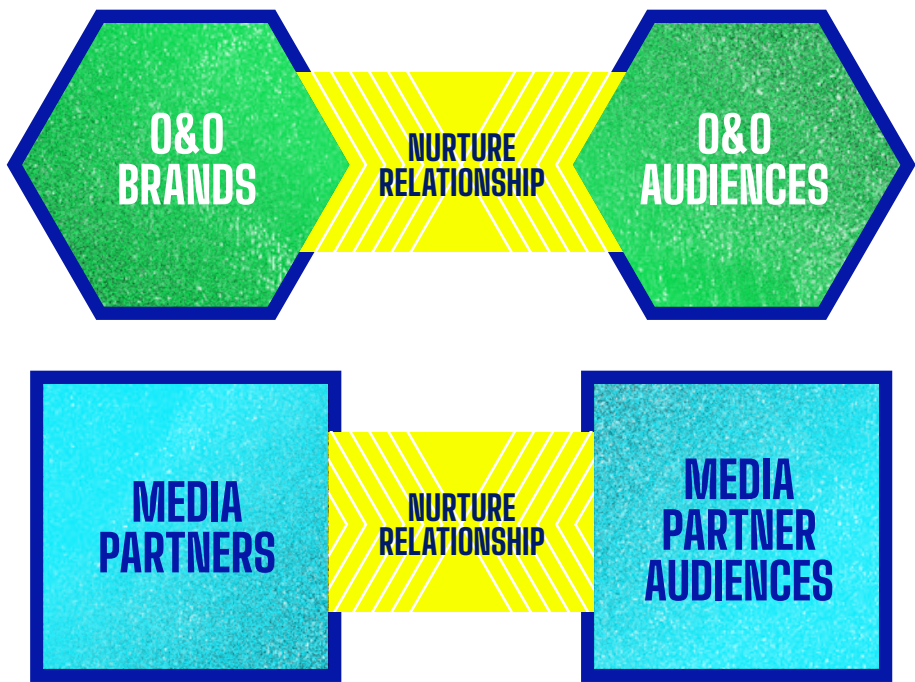 O&O
BRANDS
NURTURE
RELATIONSHIP
O&O
AUDIENCES
MEDIA
PARTNERS
NURTURE
RELATIONSHIP
MEDIA
PARTNER
AUDIENCES